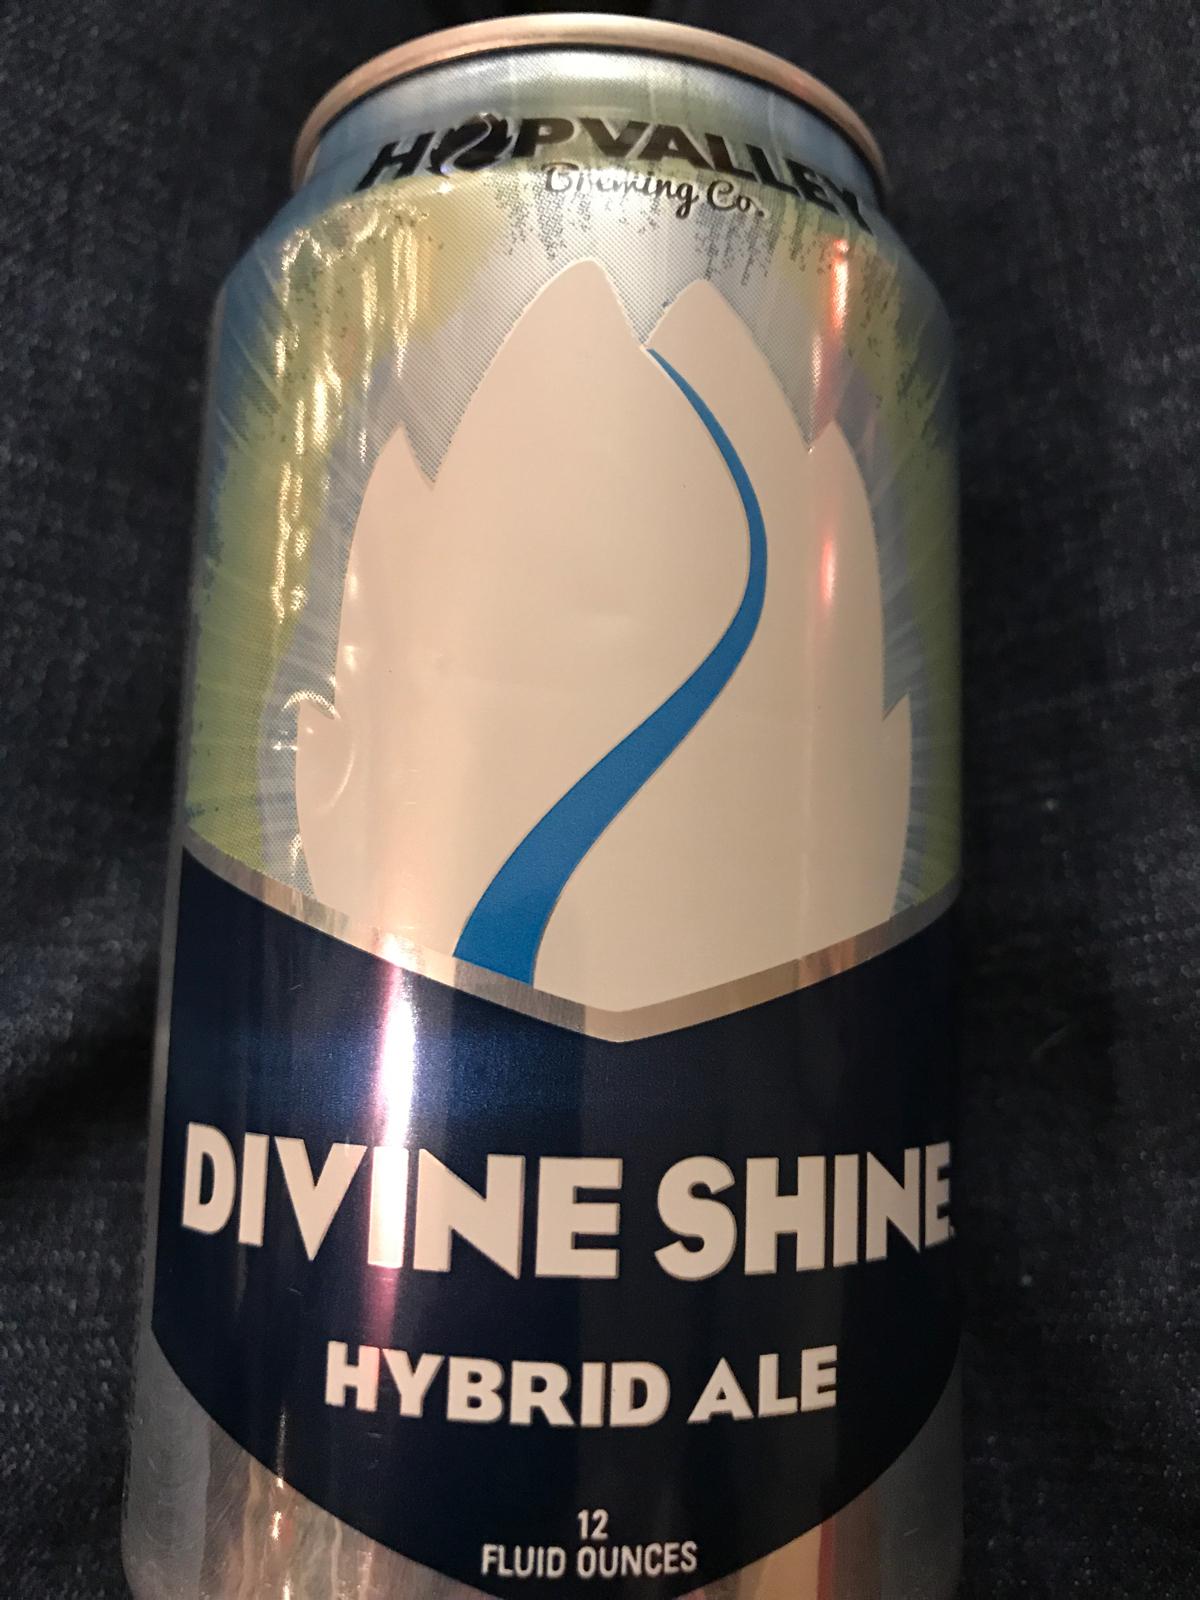 HOPVALLEY
Brewing Co.
DIVINE SHINE
HYBRID ALE
12
FLUID OUNCES